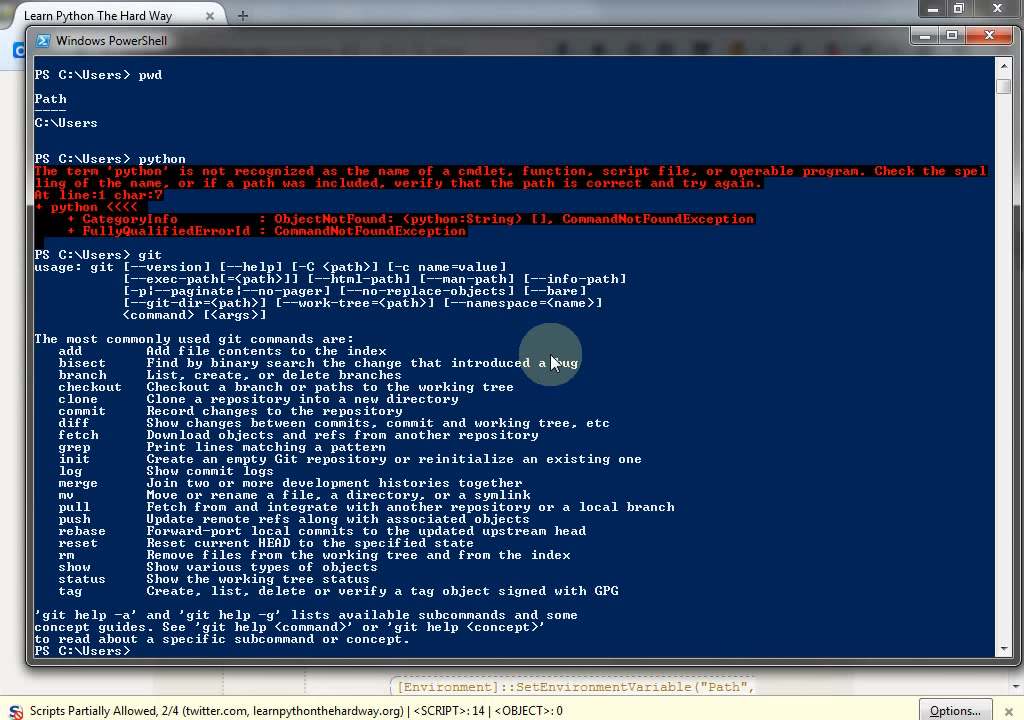 Learn Python The Hard Way
Windows PowerShell
PS C:\Users> pwd
Path
----
C:\Users
PS C:\Users> python
The term 'python' is not recognized as the name of a cmdlet, function, script file, or operable program. Check the spel
ling of the name, or if a path was included, verify that the path is correct and try again.
At line:1 char:7
+ python <<<<
+ CategoryInfo : ObjectNotFound: (python:String) [], CommandNotFoundException
+ FullyQualifiedErrorId : CommandNotFoundException
PS C:\Users> git
usage: git [--version] [--help] [-C <path>] [-c name=value]
[--exec-path[=<path>]] [--html-path] [--man-path] [--info-path]
[-p|--paginate|--no-pager] [--no-replace-objects] [--bare]
[--git-dir=<path>] [--work-tree=<path>] [--namespace=<name>]
<command> [<args>]
The most commonly used git commands are:
add Add file contents to the index
bisect Find by binary search the change that introduced a bug
branch List, create, or delete branches
checkout Checkout a branch or paths to the working tree
clone Clone a repository into a new directory
commit Record changes to the repository
diff Show changes between commits, commit and working tree, etc
fetch Download objects and refs from another repository
grep Print lines matching a pattern
init Create an empty Git repository or reinitialize an existing one
log Show commit logs
merge Join two or more development histories together
mv Move or rename a file, a directory, or a symlink
pull Fetch from and integrate with another repository or a local branch
push Update remote refs along with associated objects
rebase Forward-port local commits to the updated upstream head
reset Reset current HEAD to the specified state
rm Remove files from the working tree and from the index
show Show various types of objects
status Show the working tree status
tag Create, list, delete or verify a tag object signed with GPG
'git help -a' and 'git help -g' lists available subcommands and some
concept guides. See 'git help <command>' or 'git help <concept>'
to read about a specific subcommand or concept.
PS C:\Users>
[Environment]::SetEnvironmentVariable("Path",
Scripts Partially Allowed, 2/4 (twitter.com, learnpythonthehardway.org) | <SCRIPT>: 14 | <OBJECT>: 0
Options...